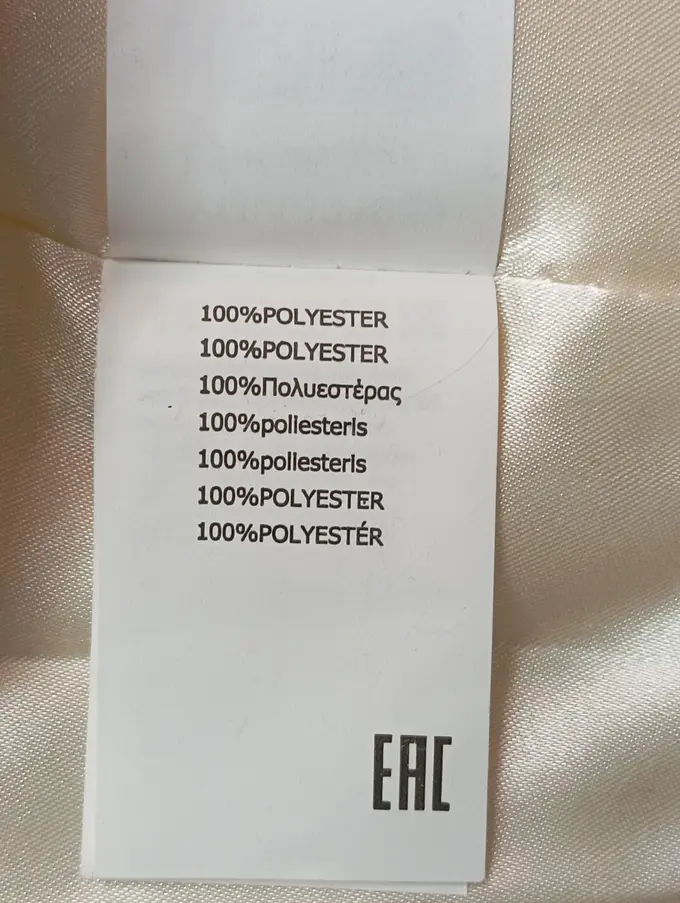 100%POLYESTER
100%POLYESTER
100%Πολυεστέρας
100%poliesteris
100%poliesteris
100%POLYESTER
100%POLYESTÉR
EAC